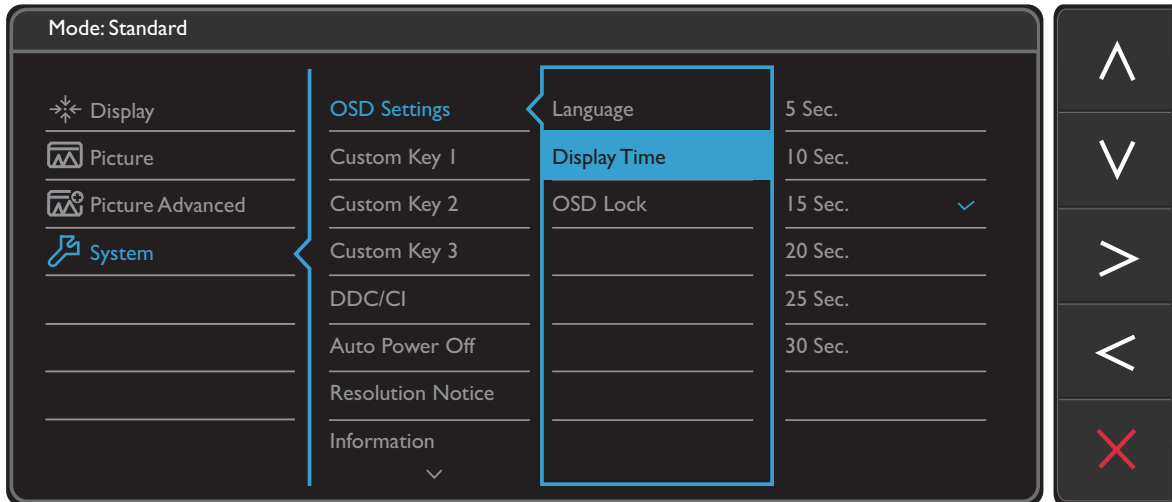 Mode: Standard
Display
Picture
Picture Advanced
System
OSD Settings
Custom Key 1
Custom Key 2
Custom Key 3
DDC/CI
Auto Power Off
Resolution Notice
Information
Language
Display Time
OSD Lock
5 Sec.
10 Sec.
15 Sec.
20 Sec.
25 Sec.
30 Sec.